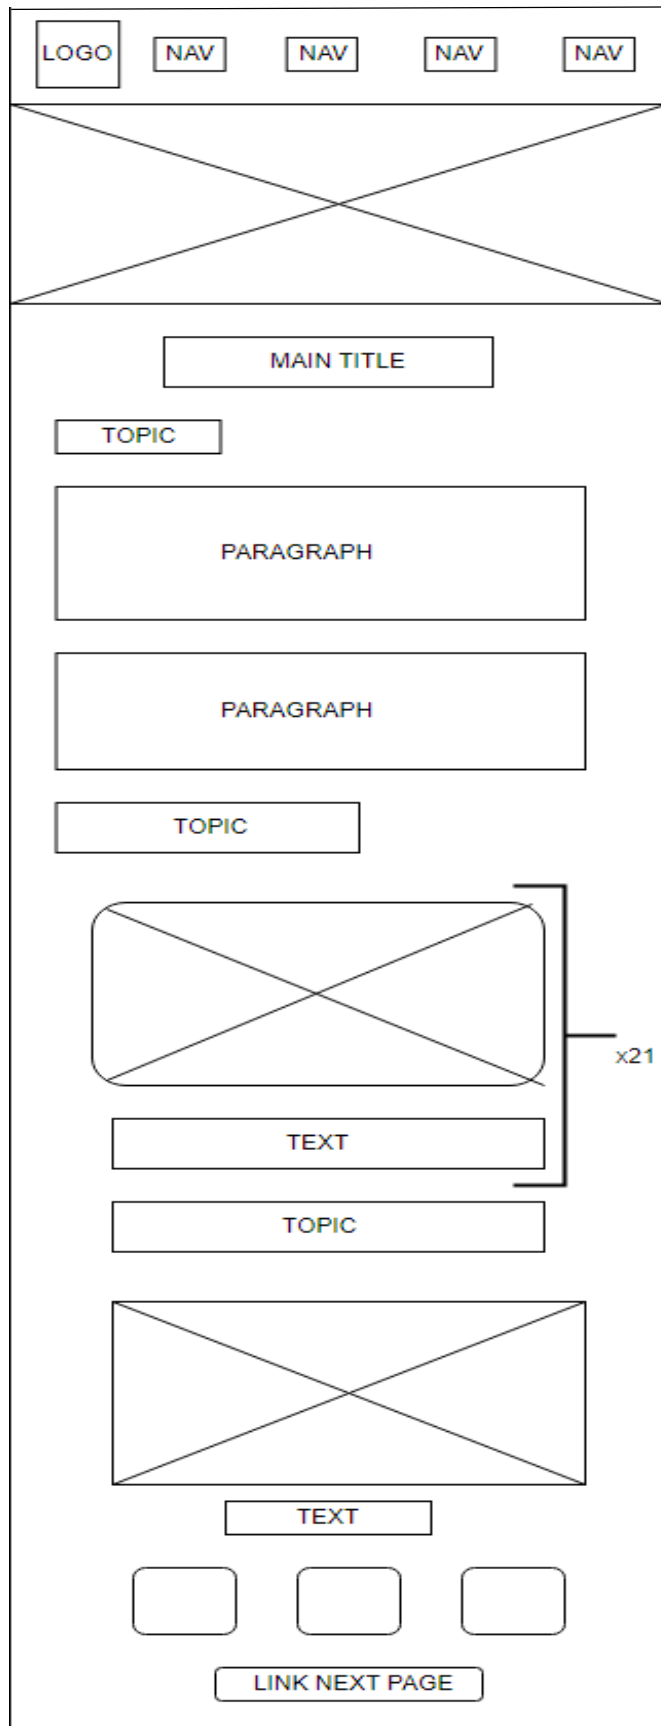 LOGO NAV NAV NAV NAV
MAIN TITLE
TOPIC
PARAGRAPH
PARAGRAPH
TOPIC
x21
TEXT
TOPIC
TEXT
LINK NEXT PAGE